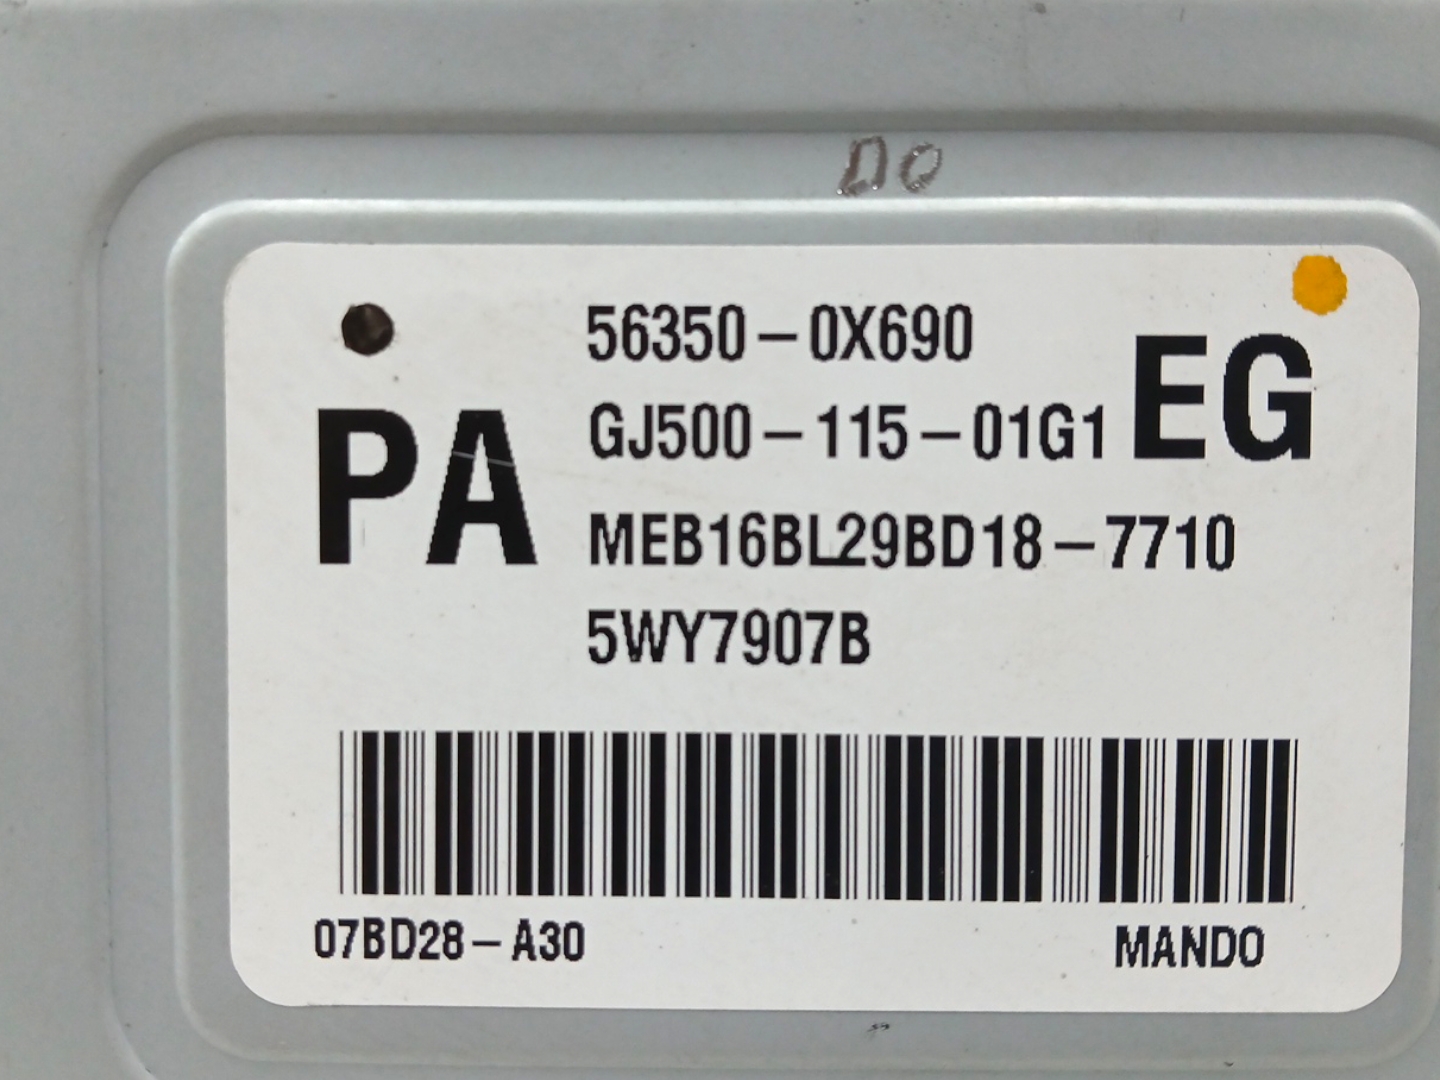 DO
56350-0X690
EG
GJ500-115-01G1
PA
MEB16BL29BD18-7710
5WY7907B
07BD28-A30
MANDO